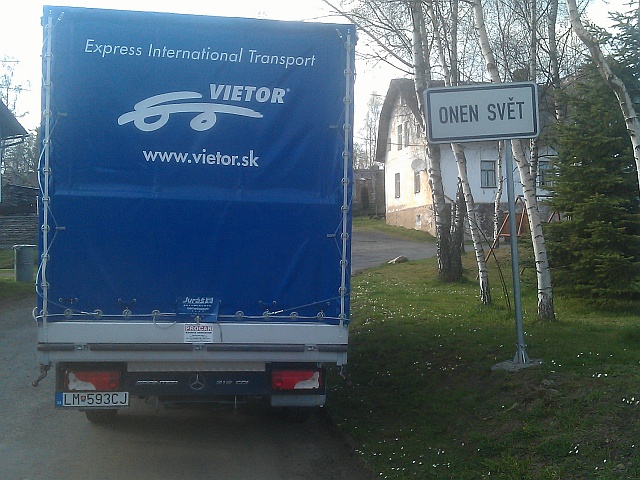 Express International Transport
VIETOR
www.vietor.sk
ONEN SVĚT
LM 593CJ